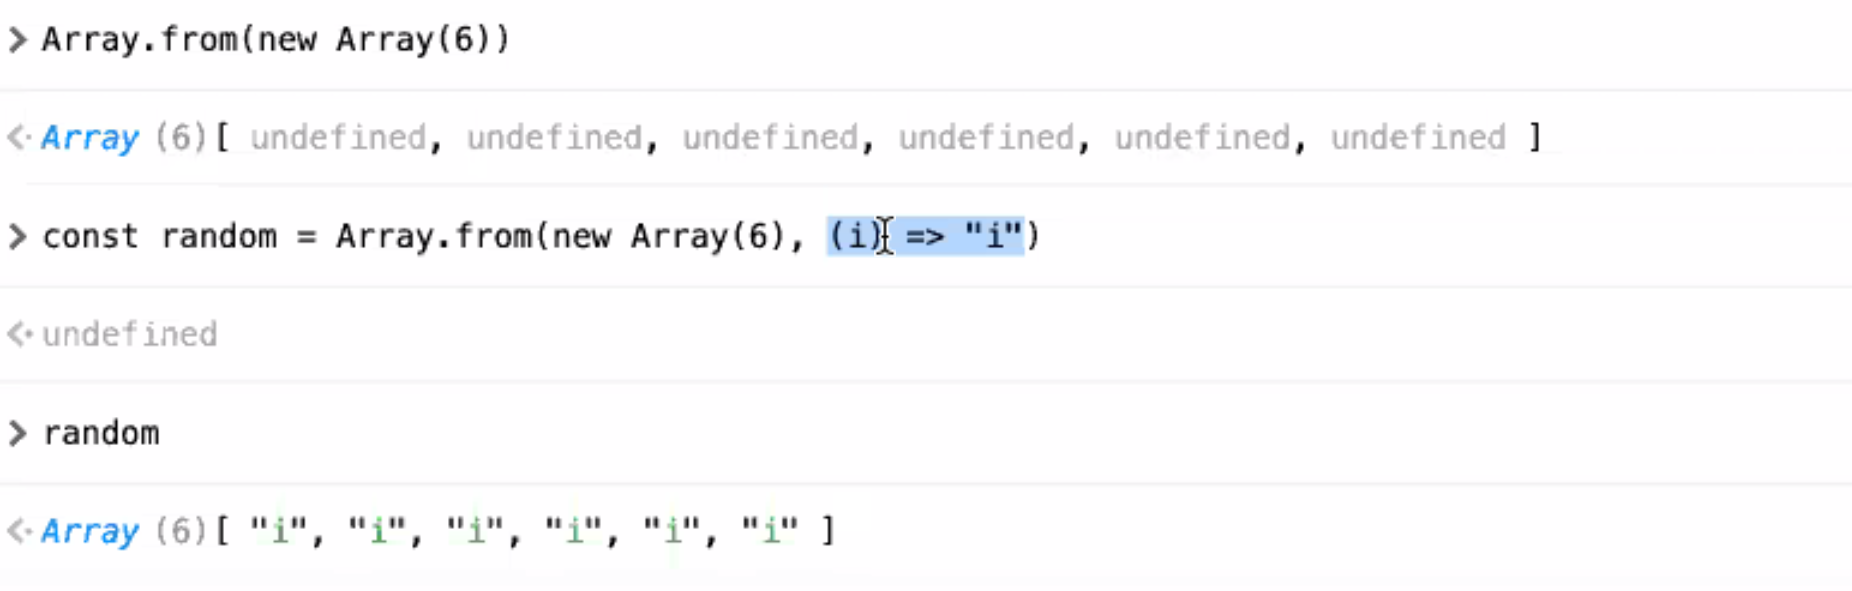 > Array.from(new Array(6))
<· Array (6)[ undefined, undefined, undefined, undefined, undefined, undefined ]
> const random = Array.from(new Array(6), (i) => "i")
<· undefined
> random
<· Array (6)[ "i", "i", "i", "i", "i", "i" ]